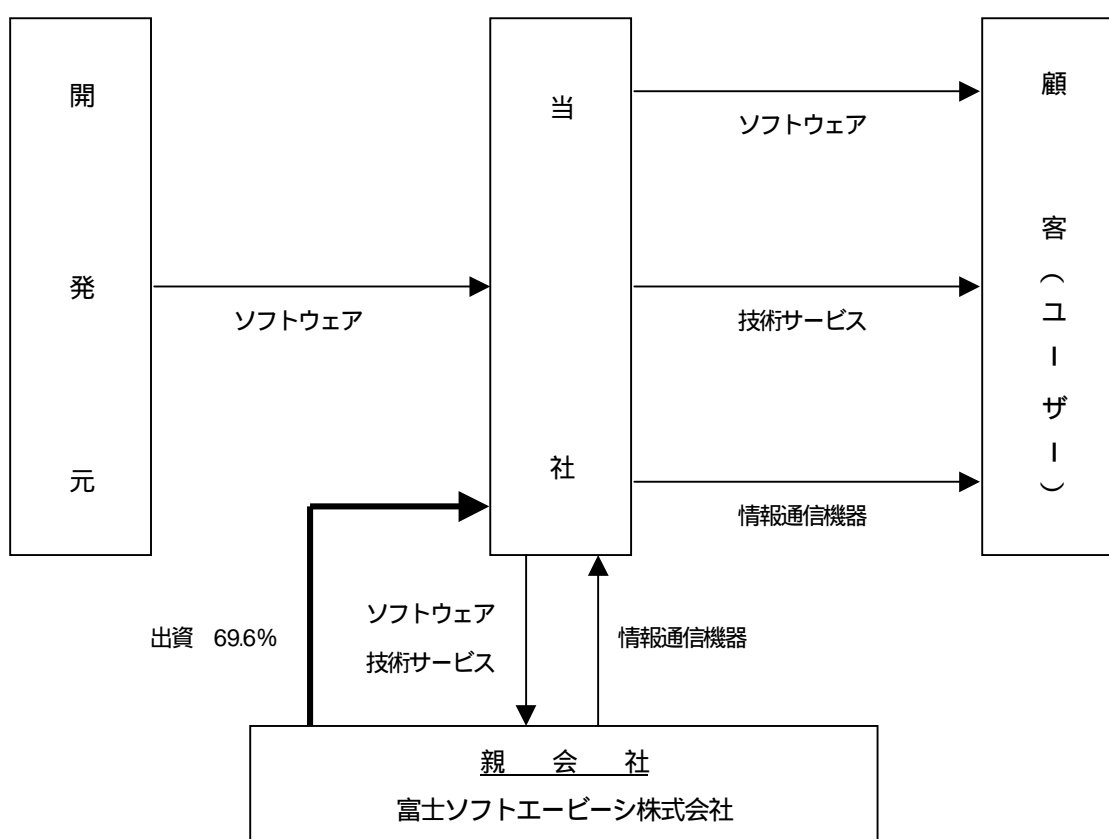 開発元
ソフトウェア
当社
ソフトウェア
技術サービス
情報通信機器
顧客(ユーザー)
出資 69.6%
ソフトウェア
技術サービス
情報通信機器
親会社
富士ソフトエービーシ株式会社